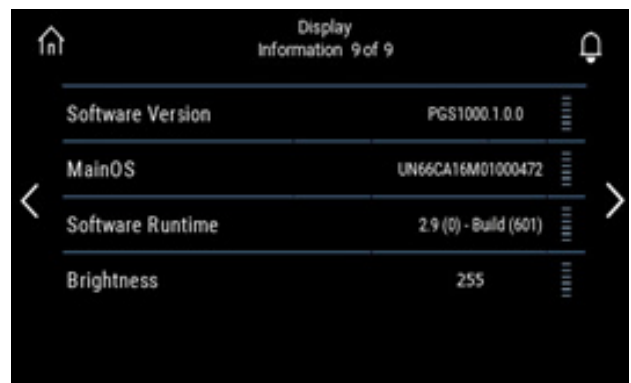 Display
Information 9 of 9
Software Version PGS1000.1.0.0
MainOS UN66CA16M01000472
Software Runtime 2.9 (0) - Build (601)
Brightness 255